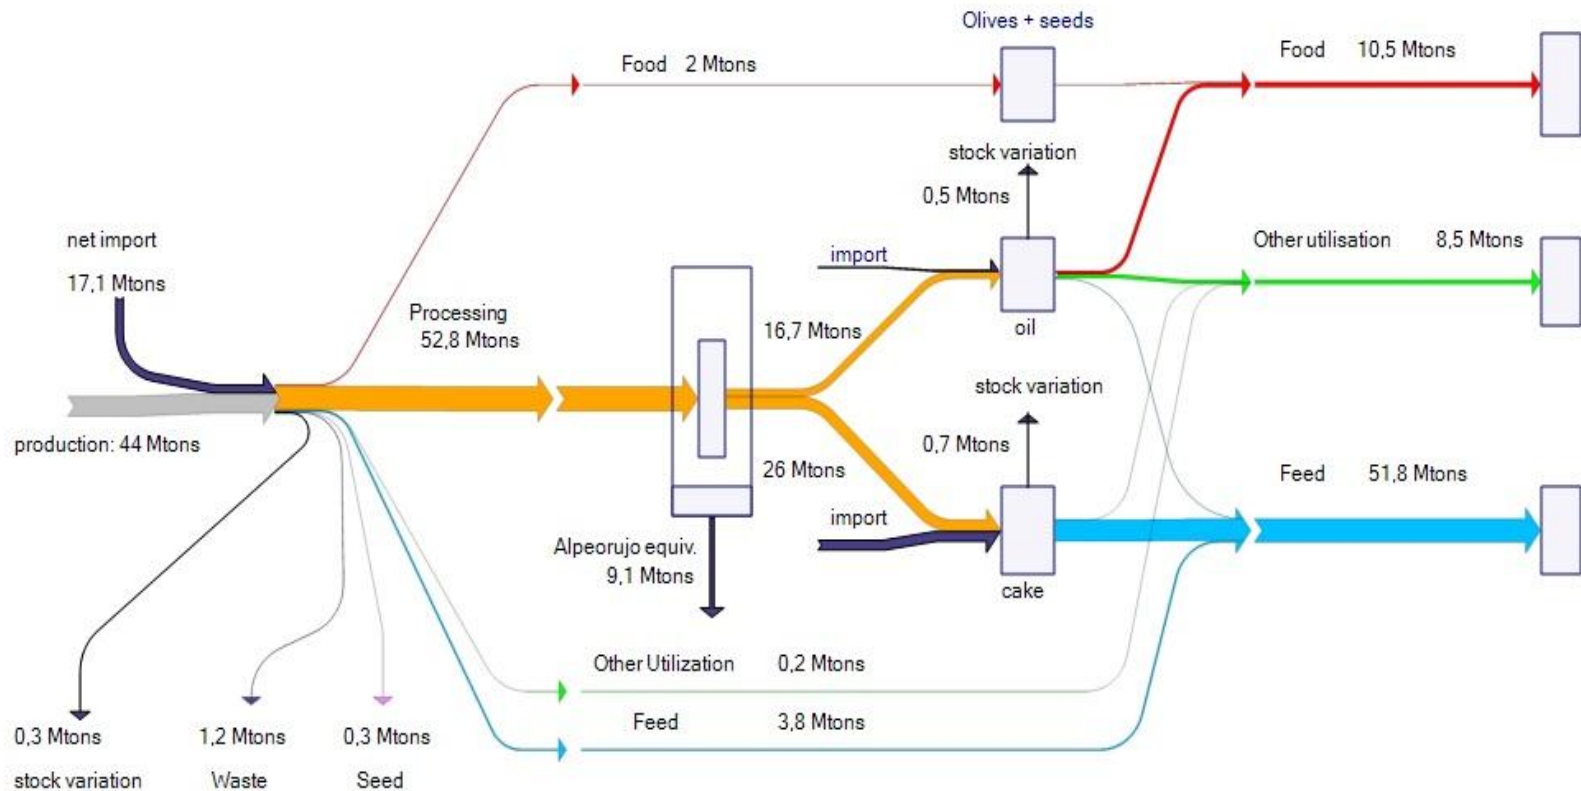 Olives + seeds
Food 2 Mtons
Food 10,5 Mtons
stock variation
0,5 Mtons
net import
17,1 Mtons
import
Other utilisation 8,5 Mtons
Processing
52,8 Mtons
16,7 Mtons
oil
stock variation
production: 44 Mtons
0,7 Mtons
26 Mtons
Feed 51,8 Mtons
import
Alpeorujo equiv.
9,1 Mtons
cake
Other Utilization 0,2 Mtons
Feed 3,8 Mtons
0,3 Mtons
stock variation
1,2 Mtons
Waste
0,3 Mtons
Seed